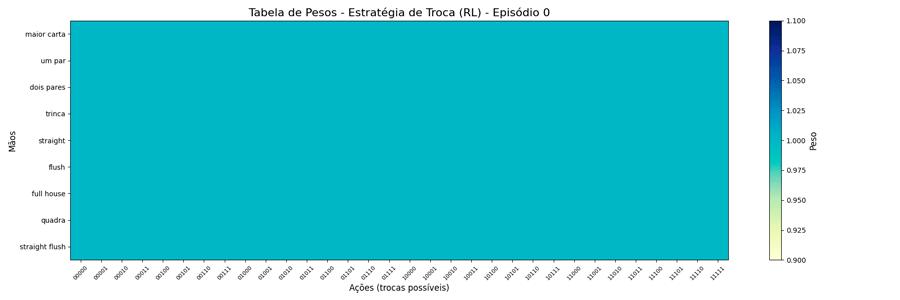 Tabela de Pesos - Estratégia de Troca (RL) - Episódio 0
Mãos
maior carta
um par
dois pares
trinca
straight
flush
full house
quadra
straight flush
00000 00001 00010 00011 00100 00101 00110 00111 01000 01001 01010 01011 01100 01101 01110 01111 10000 10001 10010 10011 10100 10101 10110 10111 11000 11001 11010 11011 11100 11101 11110 11111
Ações (trocas possíveis)
1.100
1.075
1.050
1.025
1.000
0.975
0.950
0.925
0.900
Peso